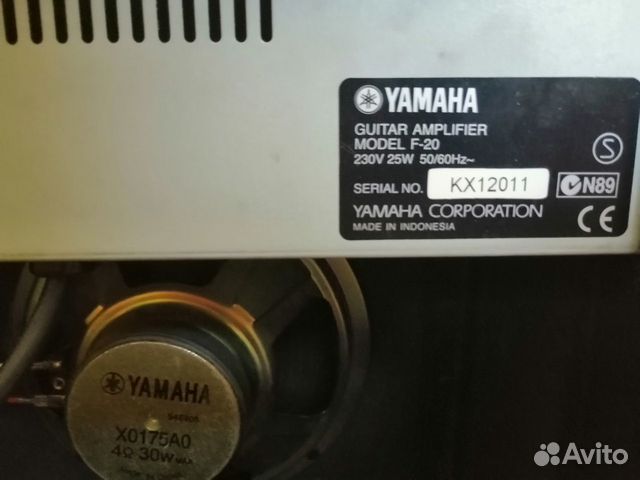 YAMAHA
GUITAR AMPLIFIER
MODEL F-20
230V 25W 50/60Hz~
S
SERIAL NO. KX12011
N89
YAMAHA CORPORATION
MADE IN INDONESIA
CE
YAMAHA
X0175A0
4Ω 30W MAX
Avito